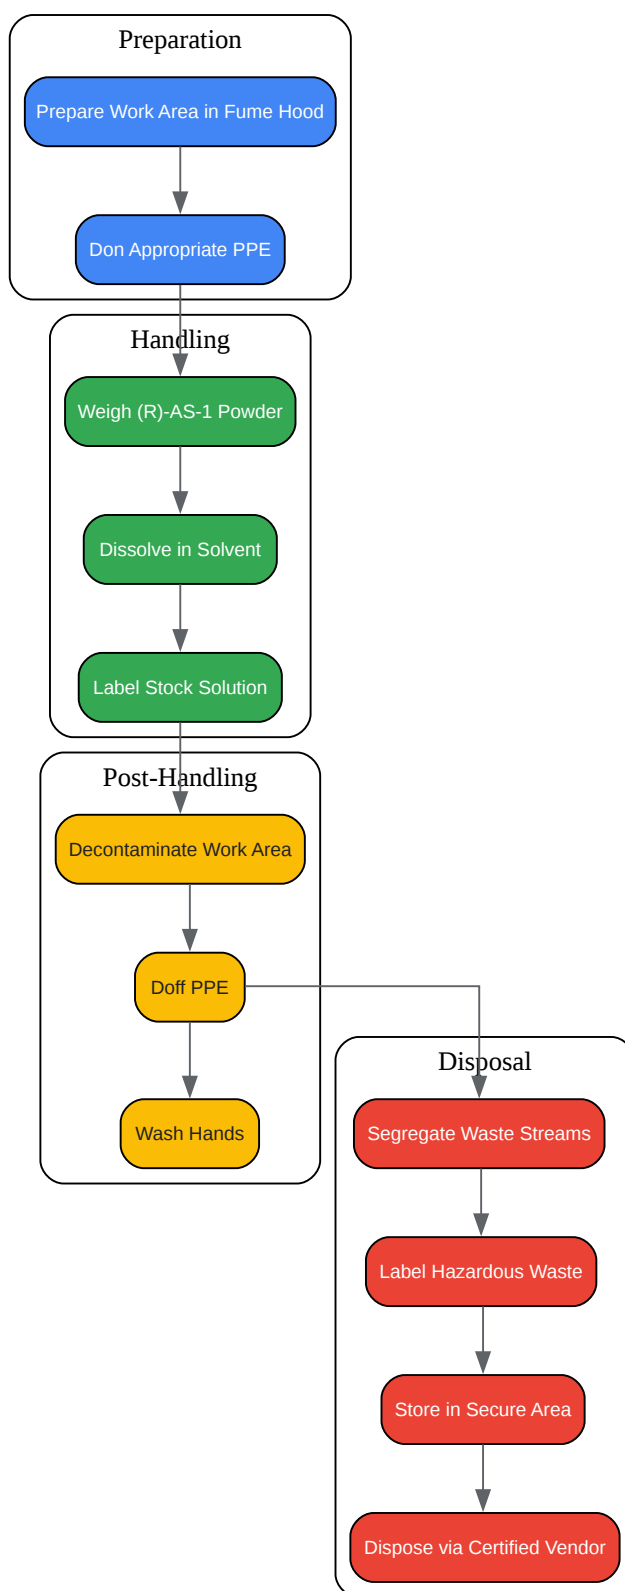 Preparation
Prepare Work Area in Fume Hood
Don Appropriate PPE
Handling
Weigh (R)-AS-1 Powder
Dissolve in Solvent
Label Stock Solution
Post-Handling
Decontaminate Work Area
Doff PPE
Wash Hands
Disposal
Segregate Waste Streams
Label Hazardous Waste
Store in Secure Area
Dispose via Certified Vendor